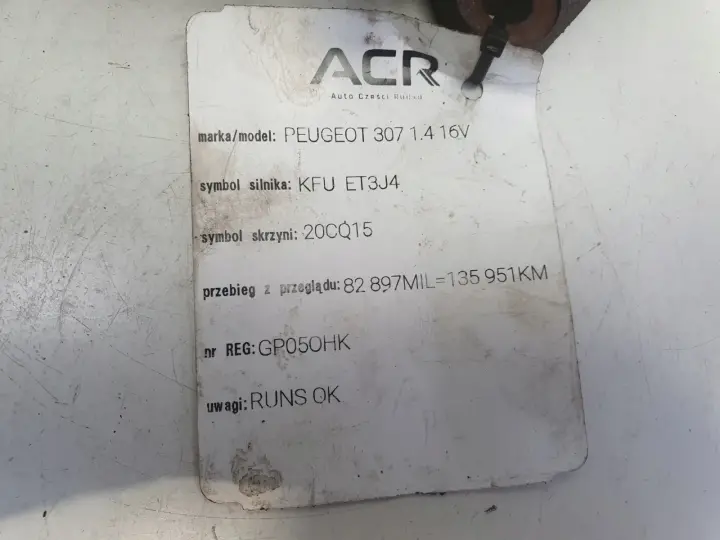 ACR
Auto Części Rulka
marka/model: PEUGEOT 307 1.4 16V
symbol silnika: KFU ET3J4
symbol skrzyni: 20CQ15
przebieg z przeglądu: 82 897MIL=135 951KM
nr REG: GP05OHK
uwagi: RUNS OK